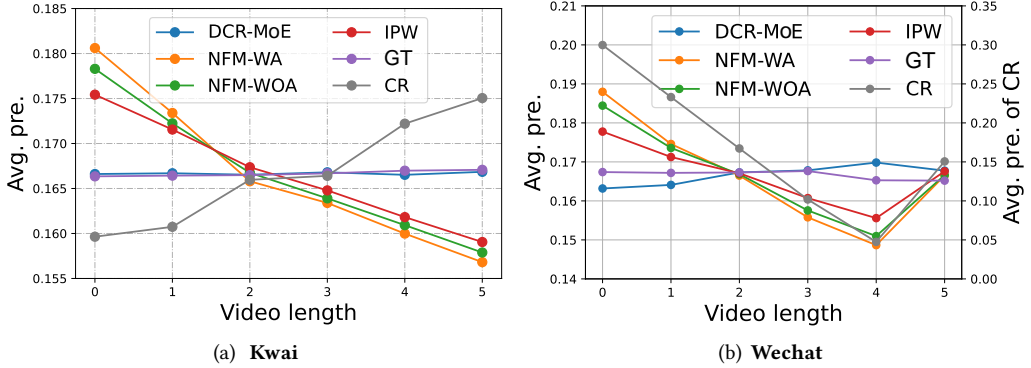 0.185
0.180
0.175
0.170
0.165
0.160
0.155
Avg. pre.
DCR-MoE
NFM-WA
NFM-WOA
IPW
GT
CR
0 1 2 3 4 5
Video length
(a) Kwai
0.21
0.20
0.19
0.18
0.17
0.16
0.15
0.14
Avg. pre.
DCR-MoE
NFM-WA
NFM-WOA
IPW
GT
CR
0.35
0.30
0.25
0.20
0.15
0.10
0.05
0.00
Avg. pre. of CR
0 1 2 3 4 5
Video length
(b) Wechat